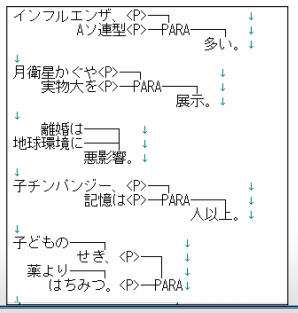 インフルエンザ、<P>─┐ ↓
Aソ連型<P>─PARA──┐ ↓
多い。↓
↓
月衛星かぐや<P>─┐ ↓
実物大を<P>─PARA──┐ ↓
展示。↓
↓
離婚は──┐ ↓
地球環境に──┤ ↓
悪影響。↓
↓
子チンパンジー、<P>─┐ ↓
記憶は<P>─PARA──┐ ↓
人以上。↓
↓
子どもの──┐ ↓
せき、<P>─┐ ↓
薬より──┐ │ ↓
はちみつ。<P>─PARA↓
↓